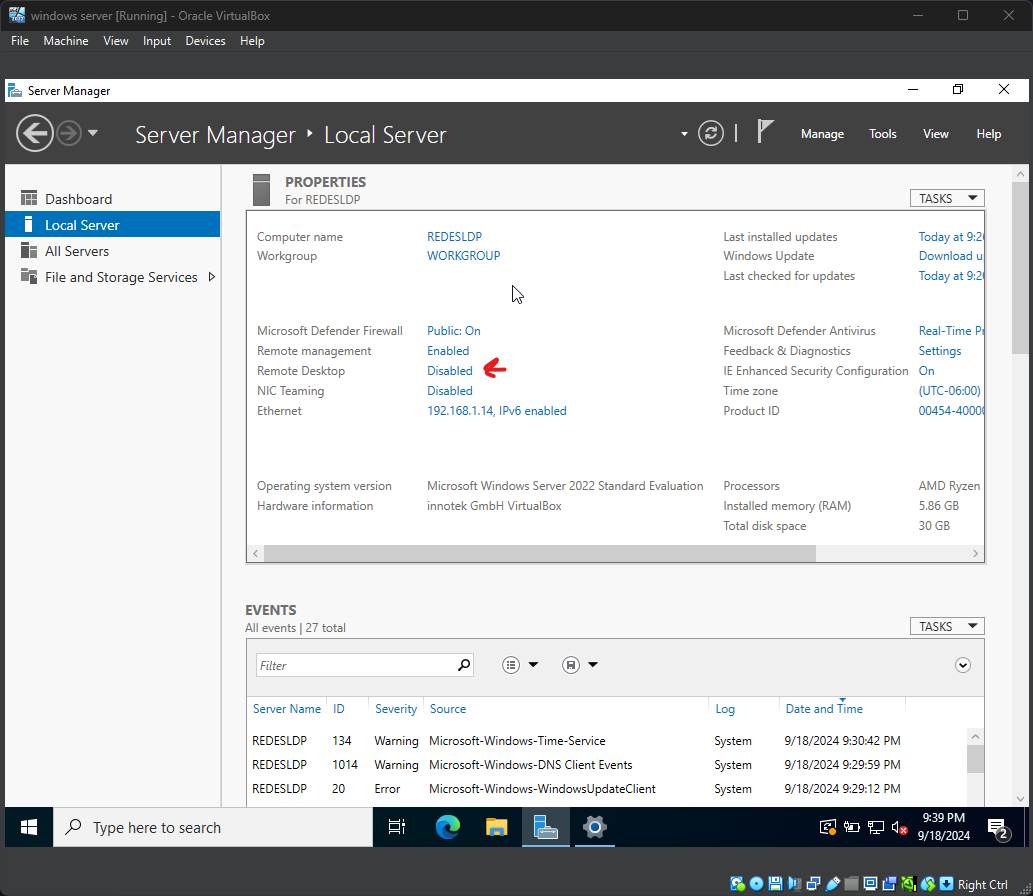 windows server [Running] - Oracle VirtualBox
File Machine View Input Devices Help
Server Manager
Server Manager Local Server
Manage Tools View Help
Dashboard
Local Server
All Servers
File and Storage Services
PROPERTIES
For REDESLDP
TASKS
Computer name REDESLDP Last installed updates Today at 9:2
Workgroup WORKGROUP Windows Update Download u
Last checked for updates Today at 9:2
Microsoft Defender Firewall Public: On Microsoft Defender Antivirus Real-Time Pr
Remote management Enabled Feedback & Diagnostics Settings
Remote Desktop Disabled IE Enhanced Security Configuration On
NIC Teaming Disabled Time zone (UTC-06:00)
Ethernet 192.168.1.14, IPv6 enabled Product ID 00454-4000
Operating system version Microsoft Windows Server 2022 Standard Evaluation Processors AMD Ryzen
Hardware information innotek GmbH VirtualBox Installed memory (RAM) 5.86 GB
Total disk space 30 GB
EVENTS
All events | 27 total
TASKS
Filter
Server Name ID Severity Source Log Date and Time
REDESLDP 134 Warning Microsoft-Windows-Time-Service System 9/18/2024 9:30:42 PM
REDESLDP 1014 Warning Microsoft-Windows-DNS Client Events System 9/18/2024 9:29:59 PM
REDESLDP 20 Error Microsoft-Windows-WindowsUpdateClient System 9/18/2024 9:29:12 PM
Type here to search
9:39 PM
9/18/2024
2
Right Ctrl